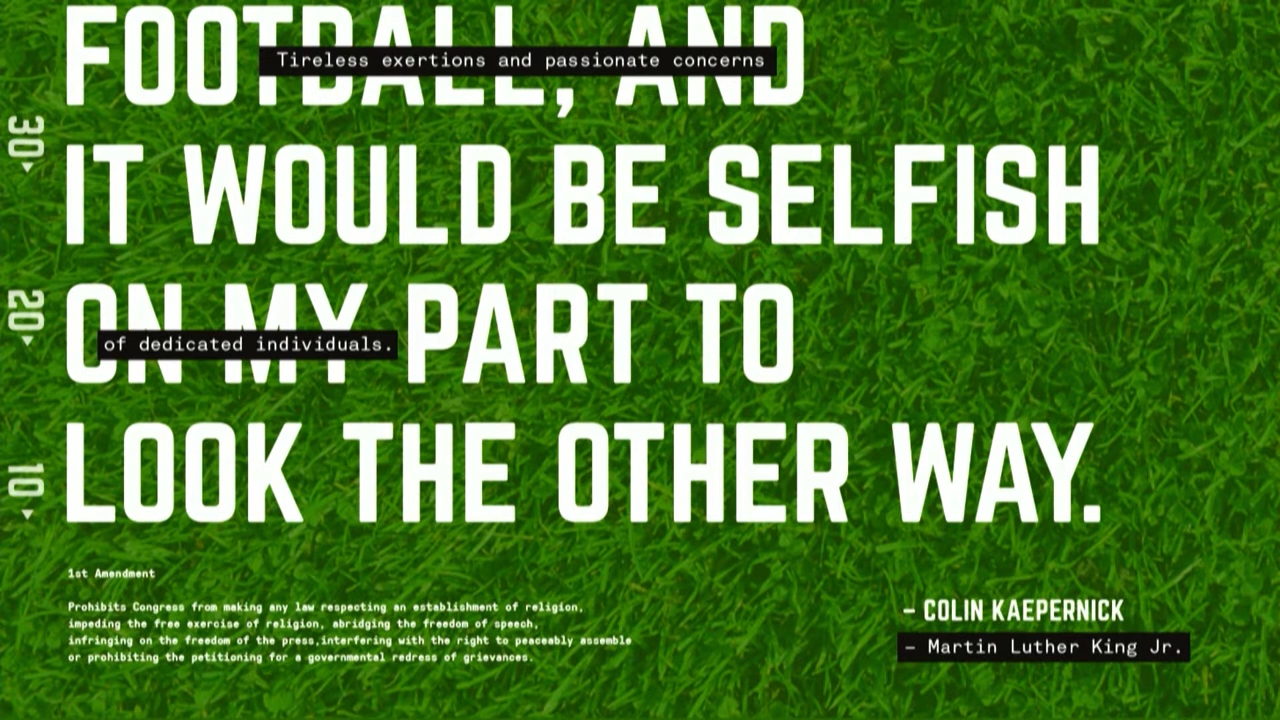 FOOTBALL, AND
Tireless exertions and passionate concerns
30
IT WOULD BE SELFISH
20
ON MY PART TO
of dedicated individuals.
10
LOOK THE OTHER WAY.
1st Amendment
Prohibits Congress from making any law respecting an establishment of religion,
impeding the free exercise of religion, abridging the freedom of speech,
infringing on the freedom of the press,interfering with the right to peaceably assemble
or prohibiting the petitioning for a governmental redress of grievances.
– COLIN KAEPERNICK
– Martin Luther King Jr.